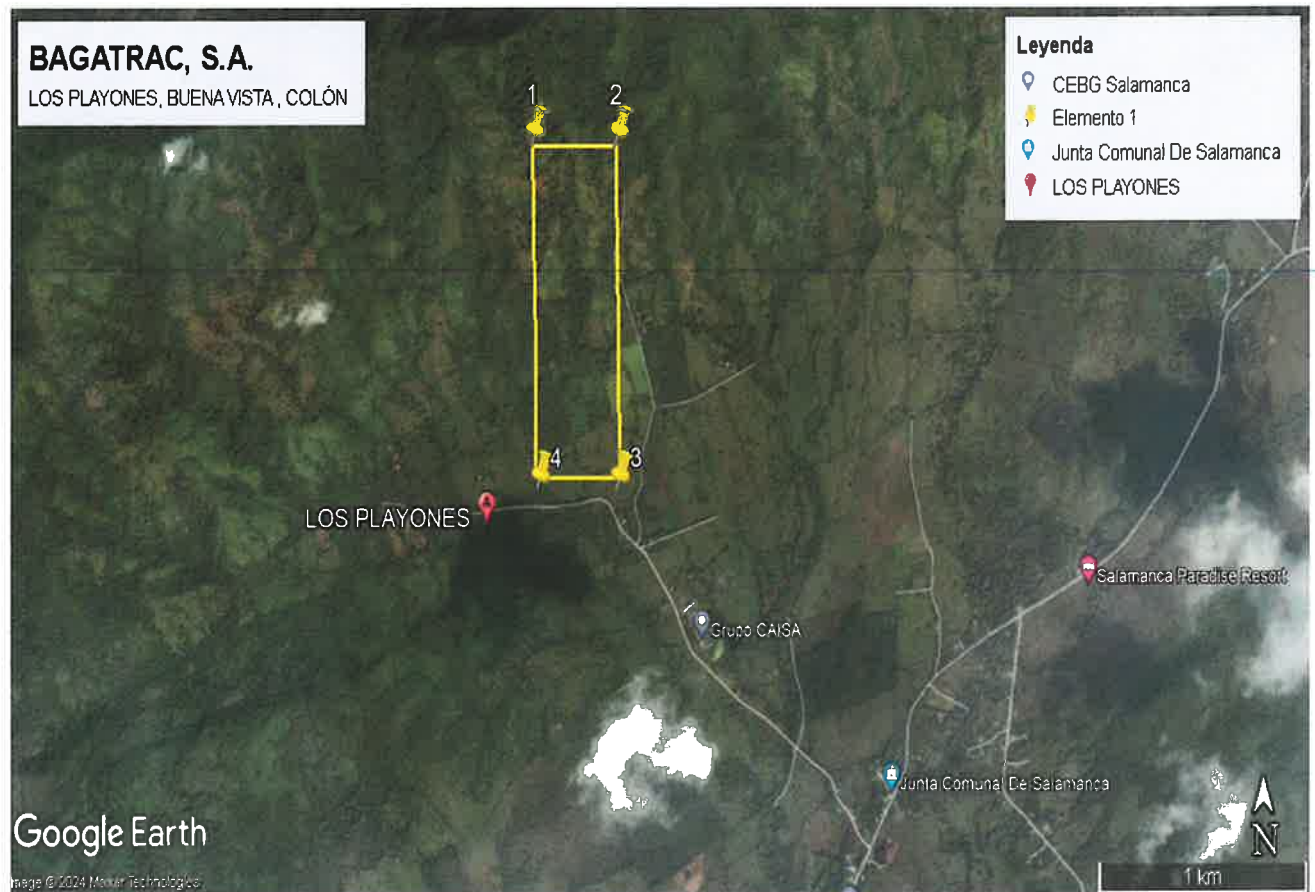 BAGATRAC, S.A.
LOS PLAYONES, BUENA VISTA , COLÓN
Leyenda
CEBG Salamanca
Elemento 1
Junta Comunal De Salamanca
LOS PLAYONES
1
2
4
3
LOS PLAYONES
Salamanca Paradise Resort
Grupo CAISA
Junta Comunal De Salamanca
Google Earth
N
Image © 2024 Maxar Technologies
1 km